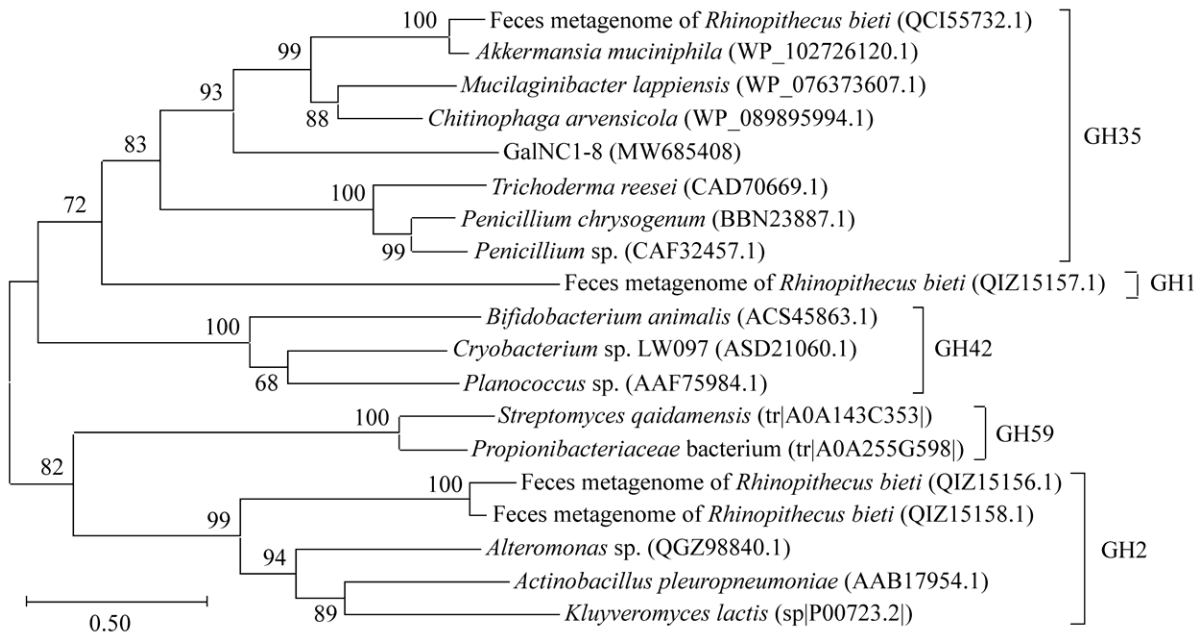 100
Feces metagenome of Rhinopithecus bieti (QCI55732.1)
99
Akkermansia muciniphila (WP_102726120.1)
93
Mucilaginibacter lappiensis (WP_076373607.1)
88
Chitinophaga arvensicola (WP_089895994.1)
GH35
83
GalNC1-8 (MW685408)
100
Trichoderma reesei (CAD70669.1)
72
Penicillium chrysogenum (BBN23887.1)
99
Penicillium sp. (CAF32457.1)
Feces metagenome of Rhinopithecus bieti (QIZ15157.1)
GH1
100
Bifidobacterium animalis (ACS45863.1)
Cryobacterium sp. LW097 (ASD21060.1)
GH42
68
Planococcus sp. (AAF75984.1)
100
Streptomyces qaidamensis (tr|A0A143C353|)
GH59
Propionibacteriaceae bacterium (tr|A0A255G598|)
82
100
Feces metagenome of Rhinopithecus bieti (QIZ15156.1)
99
Feces metagenome of Rhinopithecus bieti (QIZ15158.1)
94
Alteromonas sp. (QGZ98840.1)
GH2
Actinobacillus pleuropneumoniae (AAB17954.1)
89
Kluyveromyces lactis (sp|P00723.2|)
0.50